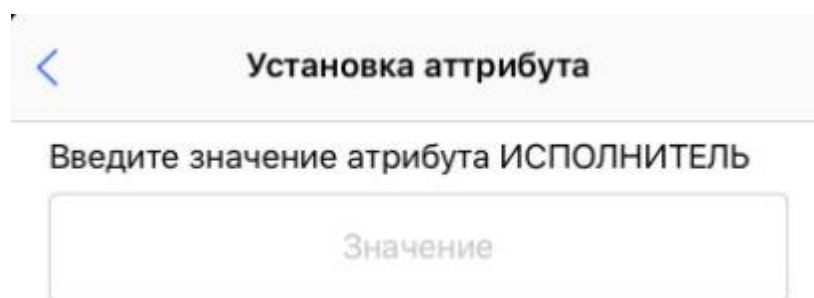 Установка аттрибута
Введите значение атрибута ИСПОЛНИТЕЛЬ
Значение